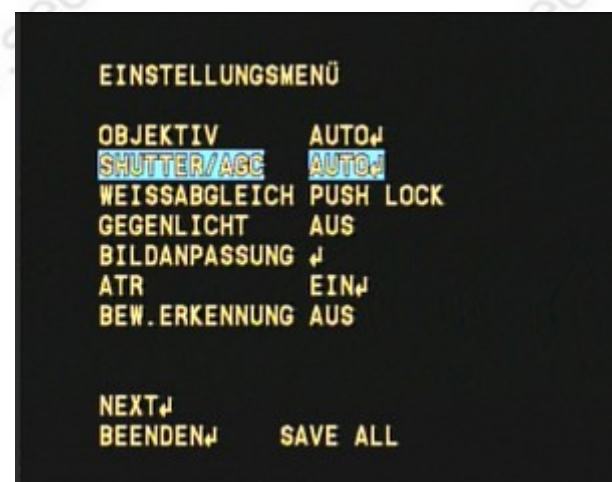 EINSTELLUNGSMENÜ
OBJEKTIV AUTO↵
SHUTTER/AGC AUTO↵
WEISSABGLEICH PUSH LOCK
GEGENLICHT AUS
BILDANPASSUNG ↵
ATR EIN↵
BEW.ERKENNUNG AUS
NEXT↵
BEENDEN↵ SAVE ALL